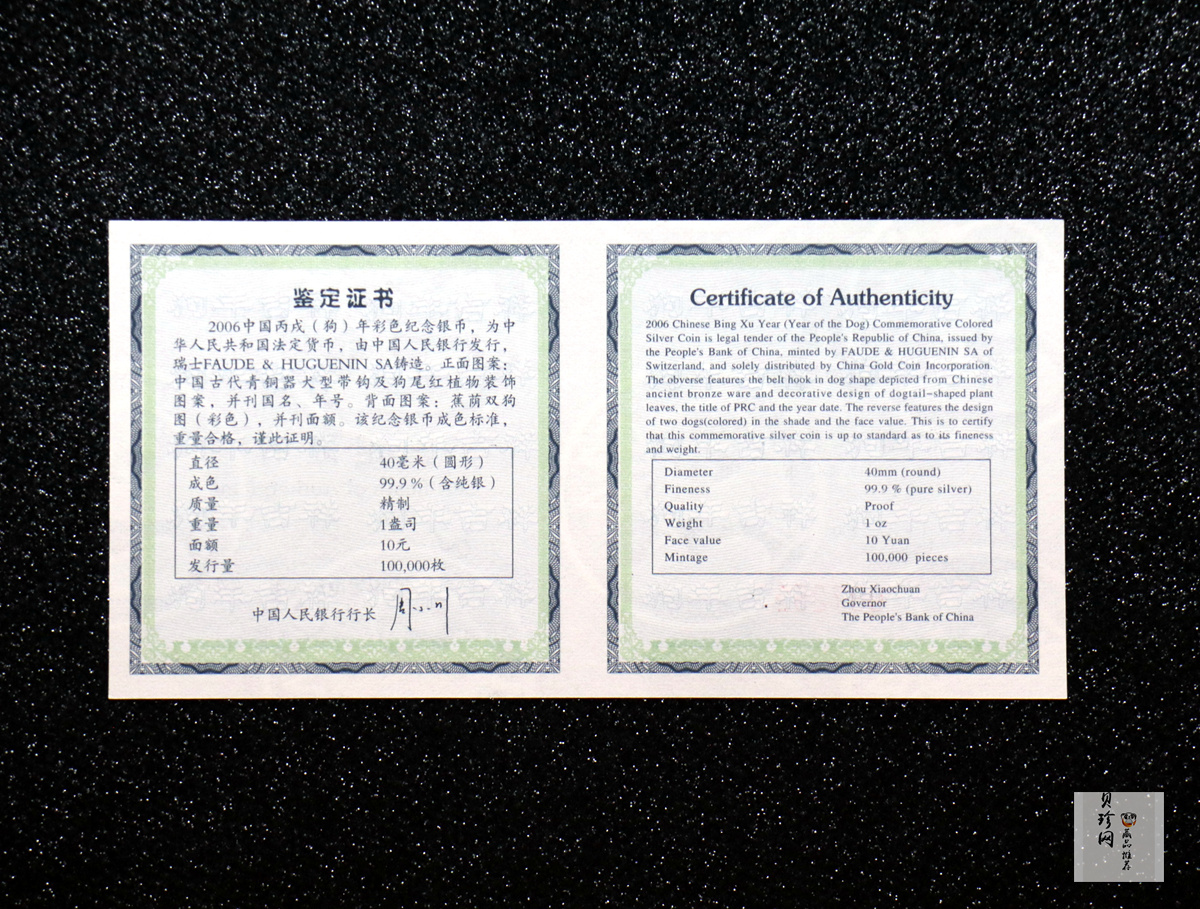 鉴定证书
2006中国丙戌（狗）年彩色纪念银币，为中
华人民共和国法定货币，由中国人民银行发行，
瑞士FAUDE & HUGUENIN SA铸造。正面图案：
中国古代青铜器犬型带钩及狗尾红植物装饰
图案，并刊国名、年号。背面图案：蕉荫双狗
图（彩色），并刊面额。该纪念银币成色标准，
重量合格，谨此证明。
直径 40毫米（圆形）
成色 99.9％（含纯银）
质量 精制
重量 1盎司
面额 10元
发行量 100,000枚
中国人民银行行长 周小川
Certificate of Authenticity
2006 Chinese Bing Xu Year (Year of the Dog) Commemorative Colored
Silver Coin is legal tender of the People's Republic of China, issued by
the People's Bank of China, minted by FAUDE & HUGUENIN SA of
Switzerland, and solely distributed by China Gold Coin Incorporation.
The obverse features the belt hook in dog shape depicted from Chinese
ancient bronze ware and decorative design of dogtail-shaped plant
leaves, the title of PRC and the year date. The reverse features the design
of two dogs(colored) in the shade and the face value. This is to certify
that this commemorative silver coin is up to standard as to its fineness
and weight.
Diameter 40mm (round)
Fineness 99.9 % (pure silver)
Quality Proof
Weight 1 oz
Face value 10 Yuan
Mintage 100,000 pieces
Zhou Xiaochuan
Governor
The People's Bank of China
贝珍网
藏品推荐